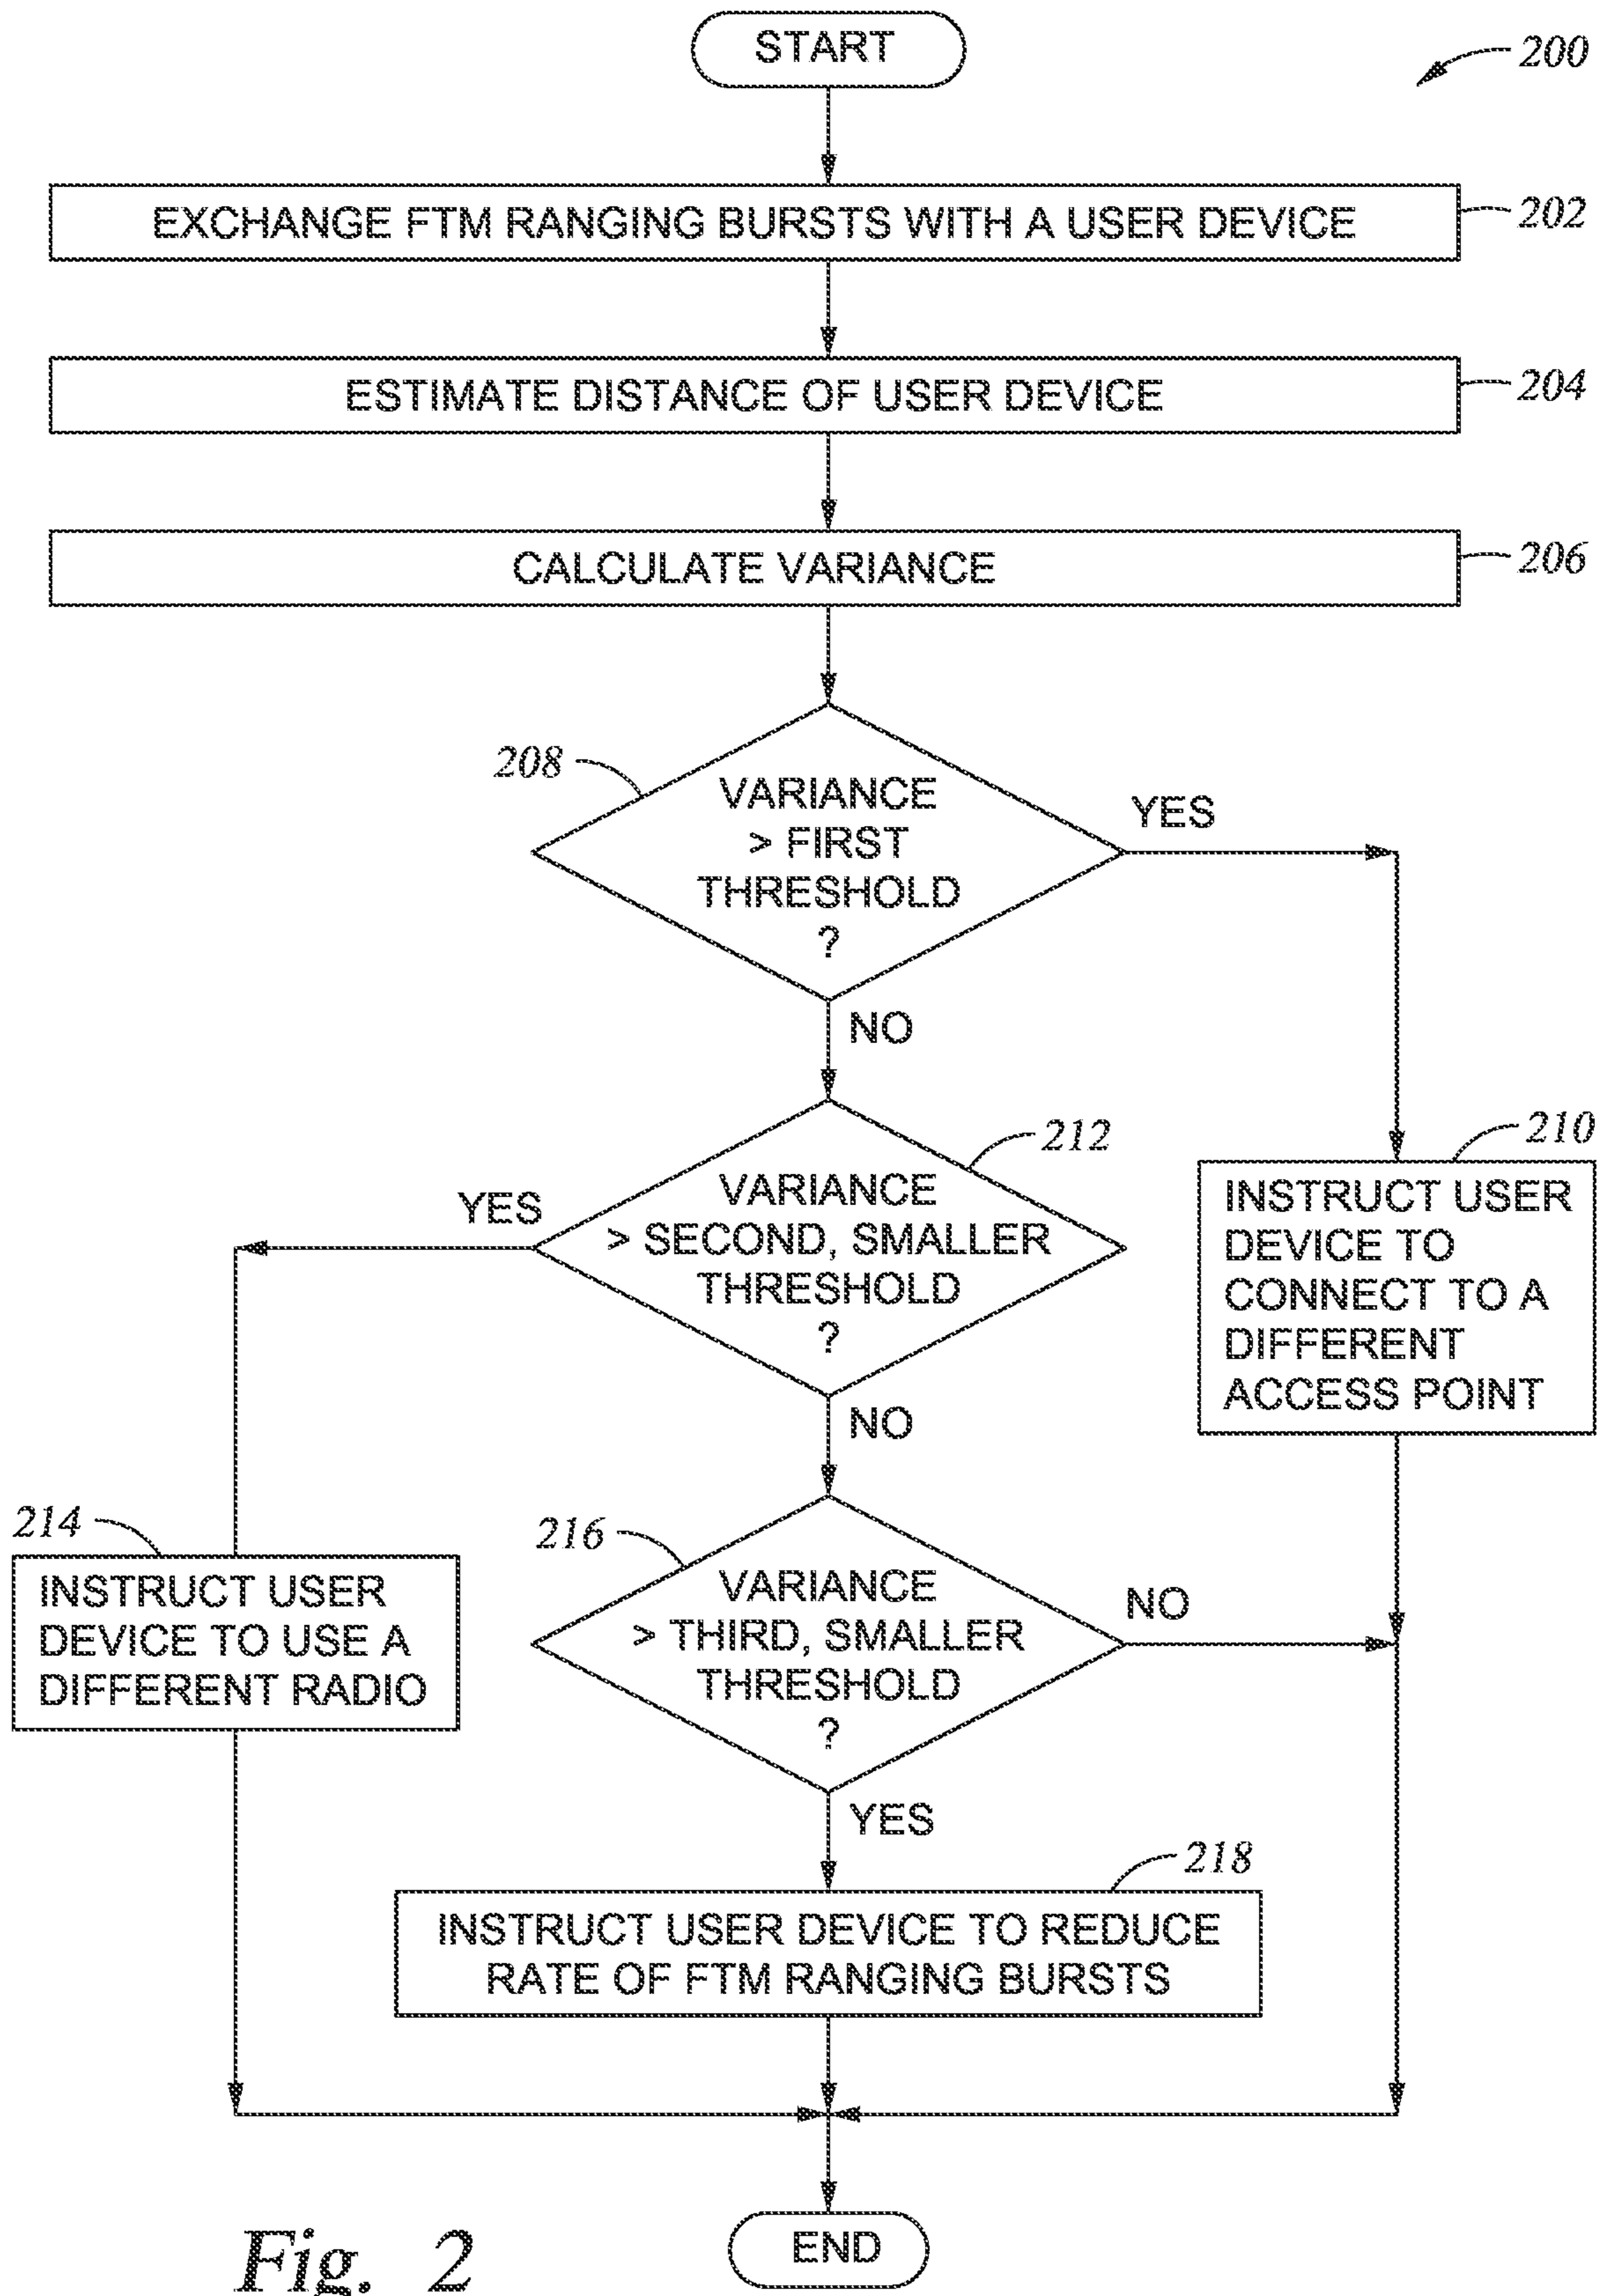 START
200
EXCHANGE FTM RANGING BURSTS WITH A USER DEVICE
202
ESTIMATE DISTANCE OF USER DEVICE
204
CALCULATE VARIANCE
206
208
VARIANCE
> FIRST
THRESHOLD
?
YES
NO
212
VARIANCE
> SECOND, SMALLER
THRESHOLD
?
YES
NO
210
INSTRUCT USER
DEVICE TO
CONNECT TO A
DIFFERENT
ACCESS POINT
214
INSTRUCT USER
DEVICE TO USE A
DIFFERENT RADIO
216
VARIANCE
> THIRD, SMALLER
THRESHOLD
?
NO
YES
218
INSTRUCT USER DEVICE TO REDUCE
RATE OF FTM RANGING BURSTS
END
Fig. 2